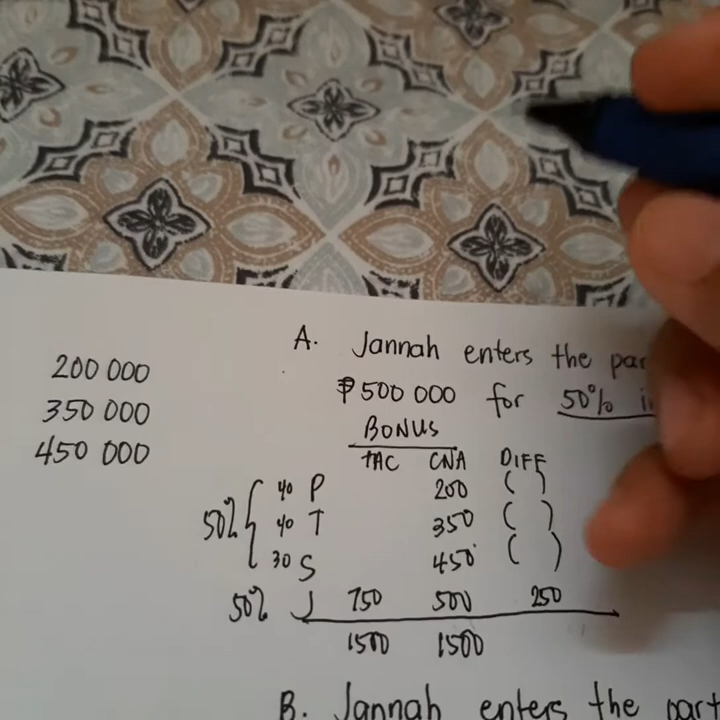 200 000
350 000
450 000
A. Jannah enters the par
₱500 000 for 50% i
BONUS
TAC CNA DIFF
50% { 40 P 200 ( )
40 T 350 ( )
30 S 450 ( )
50% J 750 500 250
1500 1500
B. Jannah enters the part